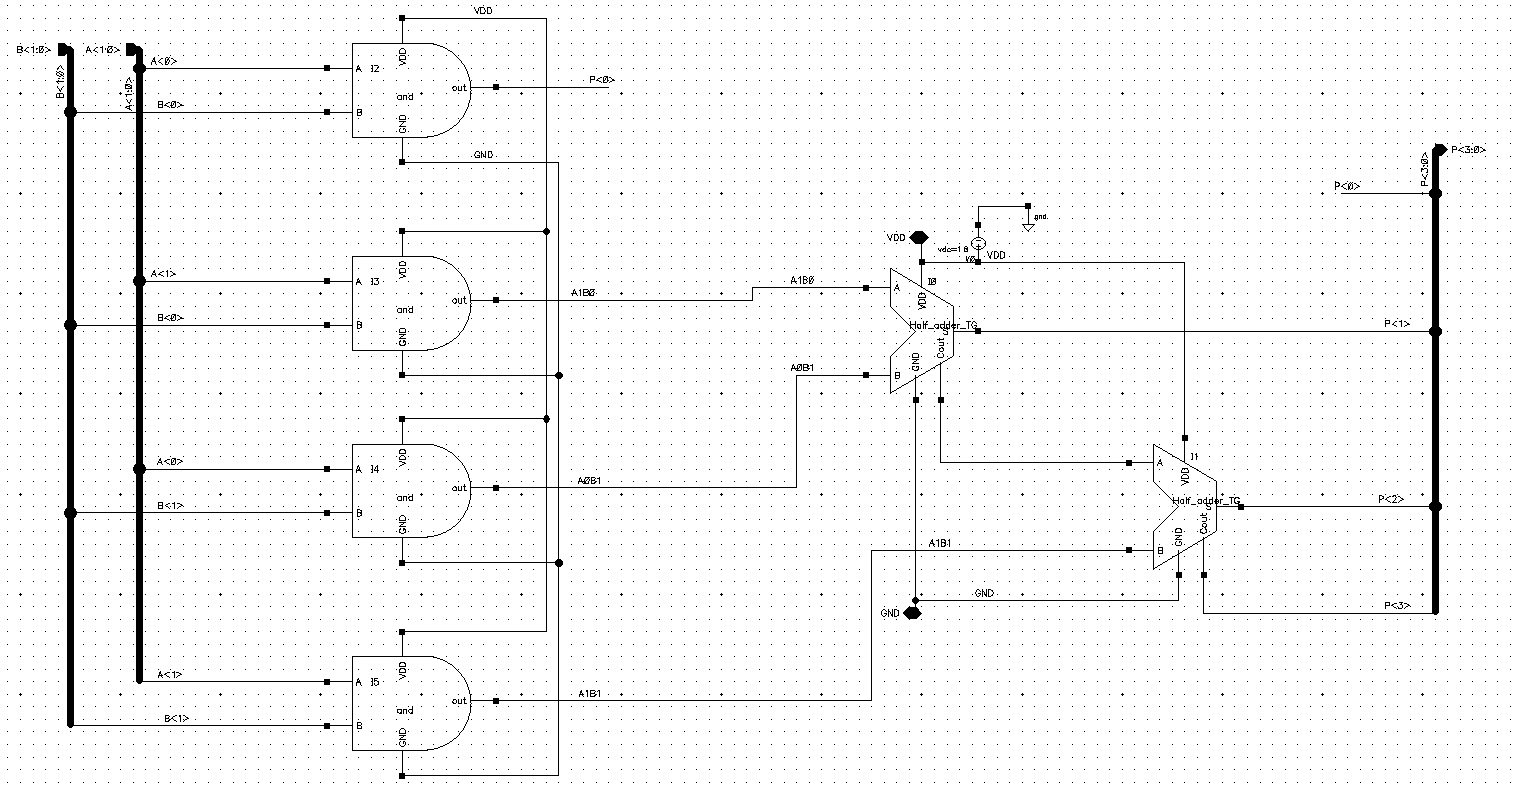 VDD
B<1:0>
A<1:0>
B<1:0>
A<1:0>
A<0>
A I2
VDD
and
out
P<0>
B<0>
B
GND
GND
P<3:0>
P<3:0>
P<0>
gnd
VDD
vdc=1.8
V0
VDD
A<1>
A I3
VDD
and
out
A1B0
B<0>
B
GND
A1B0
A
I0
VDD
Half_adder_TG
S
Cout
GND
B
P<1>
A0B1
A<0>
A I4
VDD
and
out
A0B1
B<1>
B
GND
A
I1
VDD
Half_adder_TG
S
Cout
GND
B
P<2>
A1B1
GND
GND
P<3>
A<1>
A I5
VDD
and
out
A1B1
B<1>
B
GND